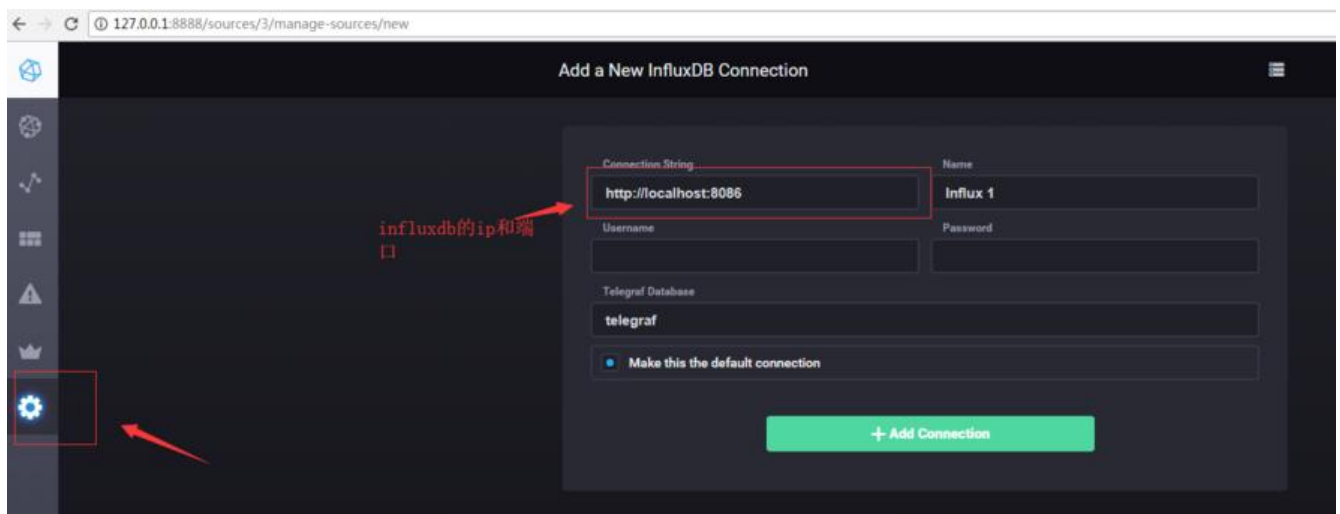 127.0.0.1:8888/sources/3/manage-sources/new
Add a New InfluxDB Connection
Connection String
Name
http://localhost:8086
Influx 1
influxdb的ip和端
口
Username
Password
Telegraf Database
telegraf
Make this the default connection
+ Add Connection